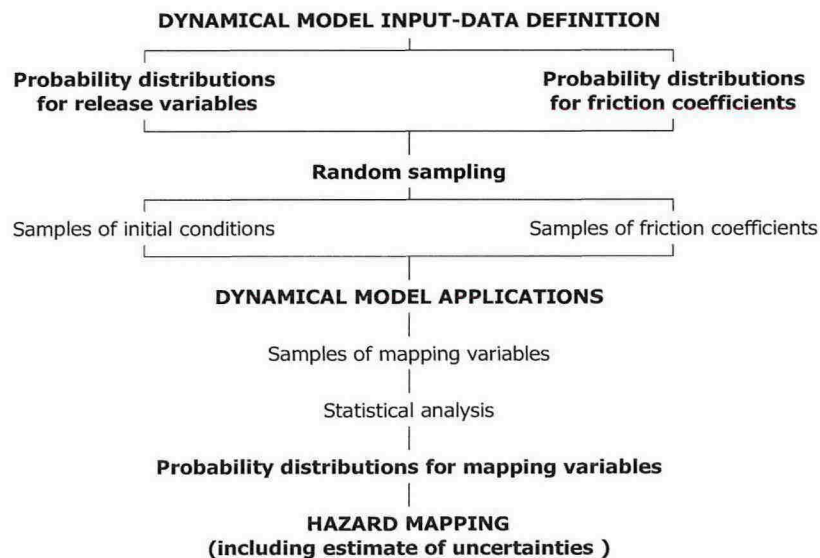 DYNAMICAL MODEL INPUT-DATA DEFINITION
Probability distributions
for release variables
Probability distributions
for friction coefficients
Random sampling
Samples of initial conditions
Samples of friction coefficients
DYNAMICAL MODEL APPLICATIONS
Samples of mapping variables
Statistical analysis
Probability distributions for mapping variables
HAZARD MAPPING
(including estimate of uncertainties )